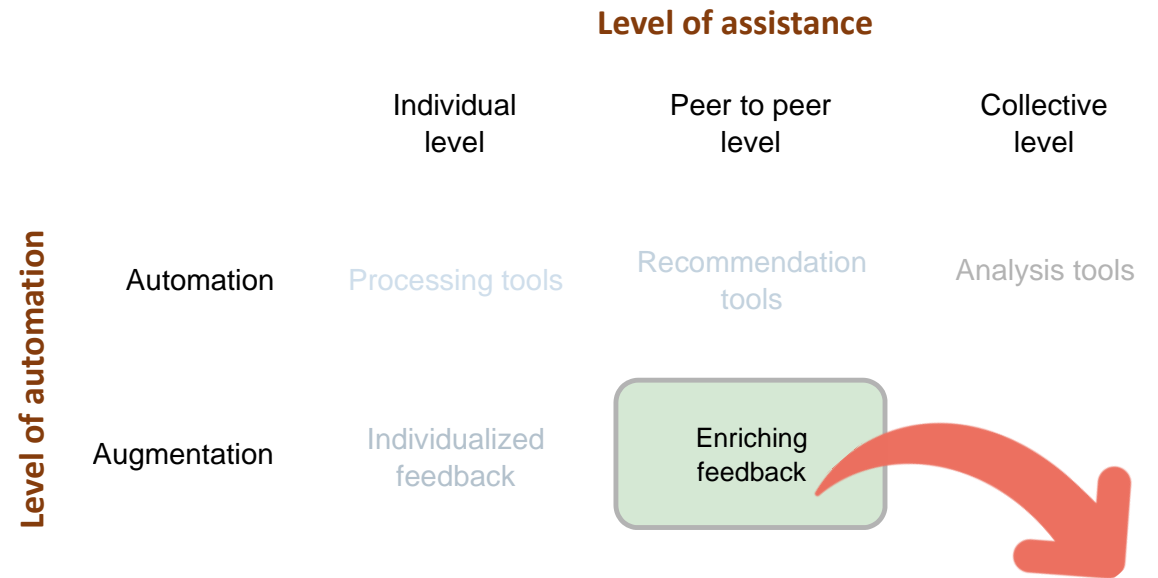 Level of assistance
Individual
level
Peer to peer
level
Collective
level
Level of automation
Automation
Processing tools
Recommendation
tools
Analysis tools
Augmentation
Individualized
feedback
Enriching
feedback